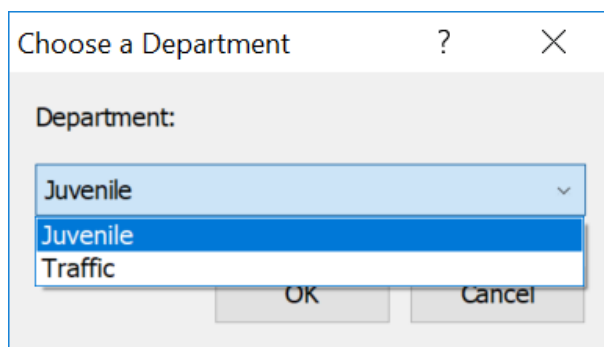 Choose a Department ?
Department:
Juvenile
Juvenile
Traffic
OK Cancel